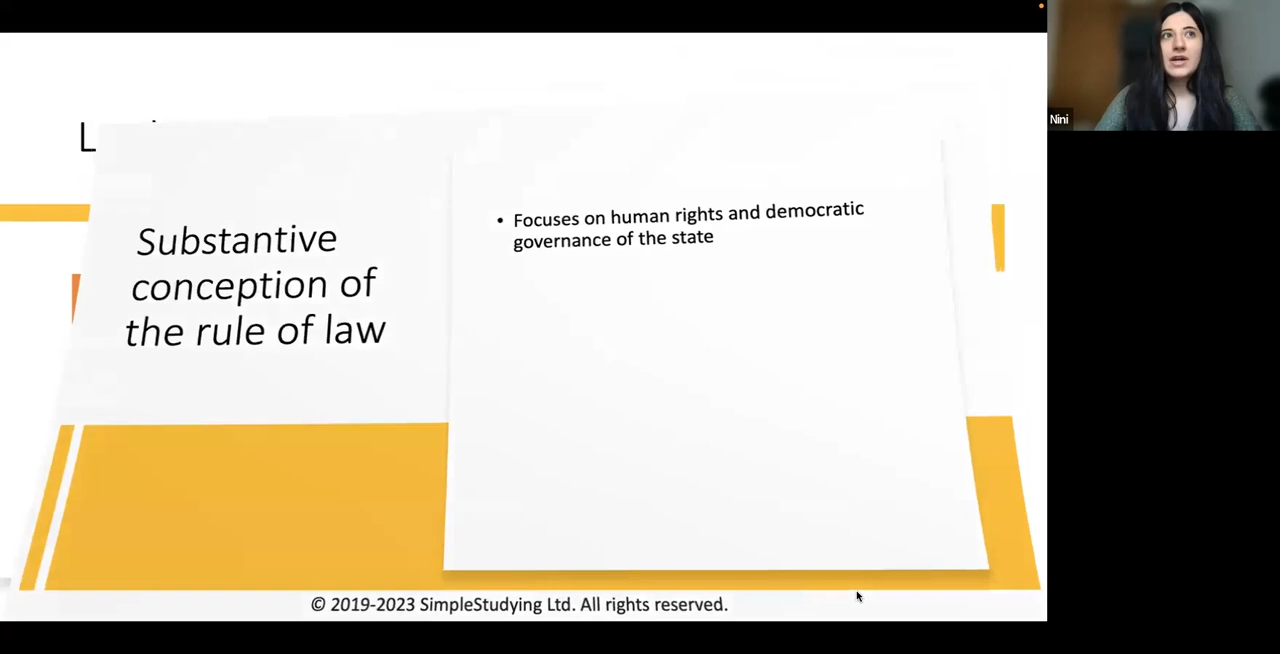 L
Substantive
conception of
the rule of law
• Focuses on human rights and democratic
governance of the state
© 2019-2023 SimpleStudying Ltd. All rights reserved.
Nini